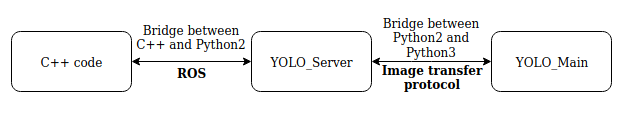 Bridge between
C++ and Python2
C++ code
ROS
YOLO_Server
Bridge between
Python2 and
Python3
Image transfer
protocol
YOLO_Main